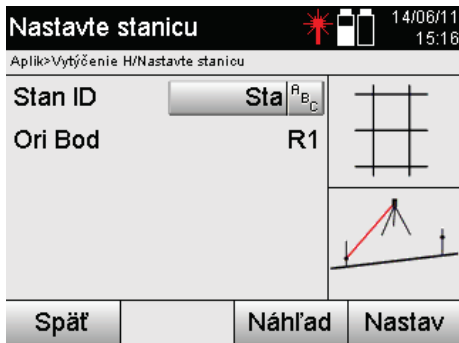 Nastavte stanicu
14/06/11
15:16
Aplik>Vytýčenie H/Nastavte stanicu
Stan ID Sta ABC
Ori Bod R1
Späť Náhľad Nastav